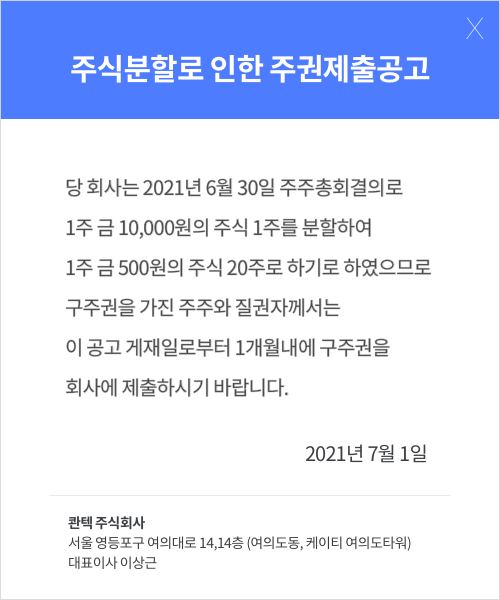 주식분할로 인한 주권제출공고
당 회사는 2021년 6월 30일 주주총회결의로
1주 금 10,000원의 주식 1주를 분할하여
1주 금 500원의 주식 20주로 하기로 하였으므로
구주권을 가진 주주와 질권자께서는
이 공고 게재일로부터 1개월내에 구주권을
회사에 제출하시기 바랍니다.
2021년 7월 1일
콴텍 주식회사
서울 영등포구 여의대로 14,14층 (여의도동, 케이티 여의도타워)
대표이사 이상근